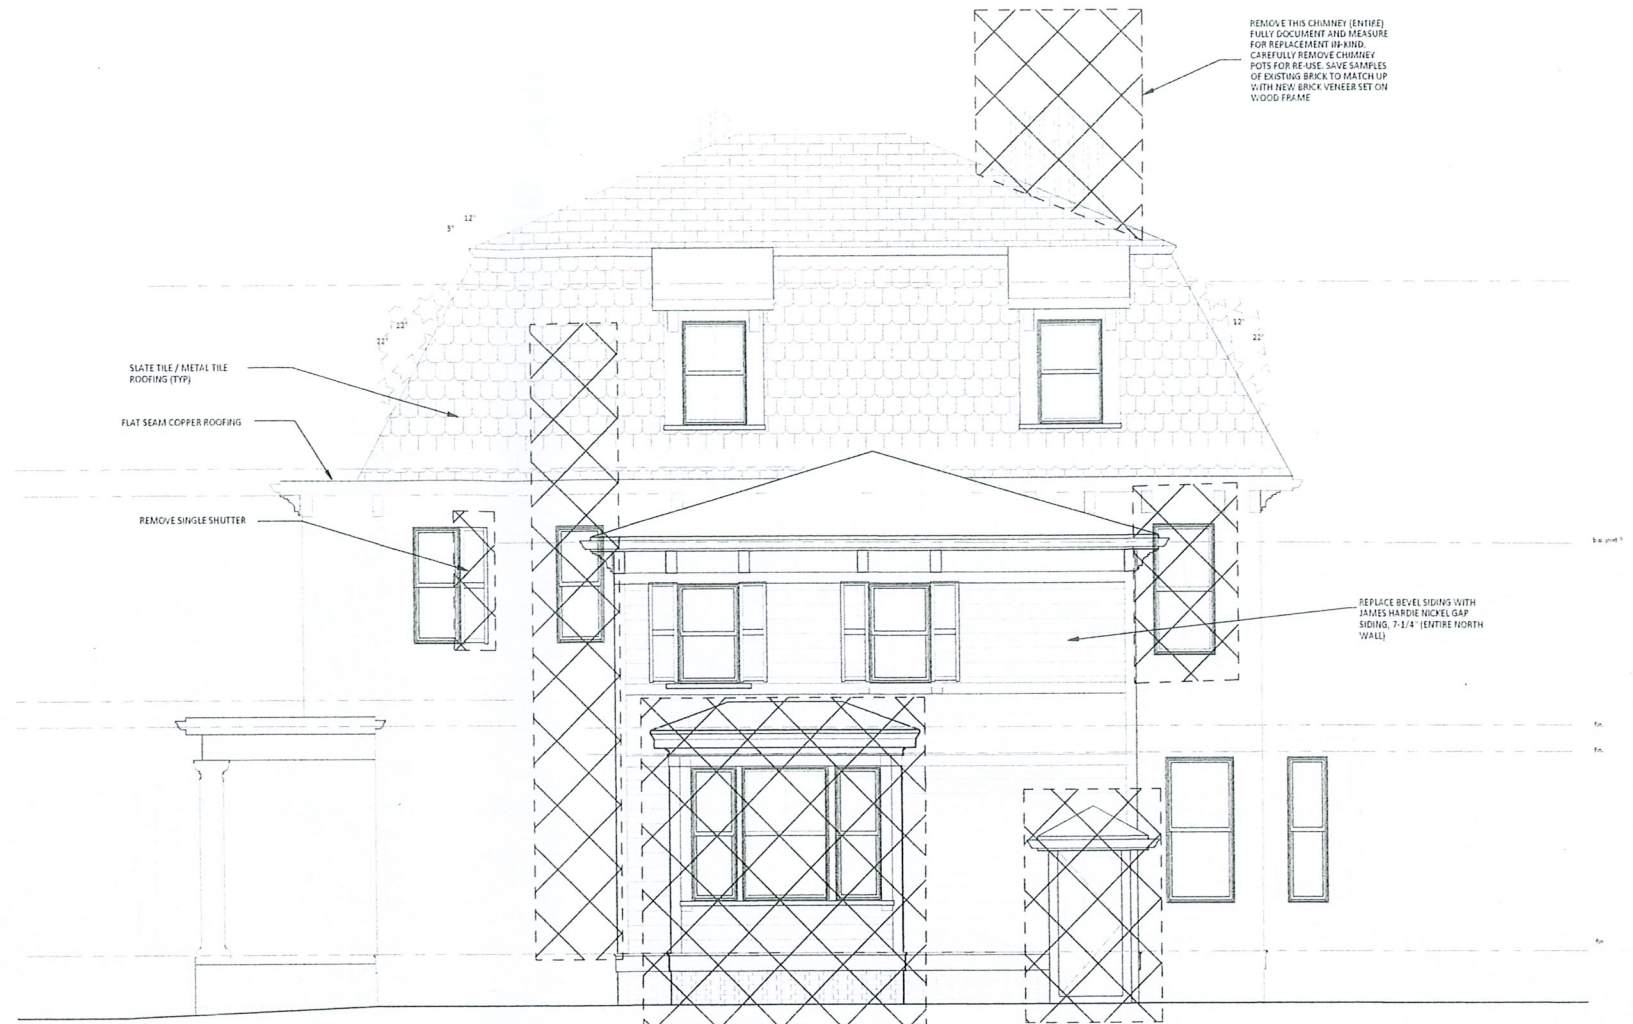 REMOVE THIS CHIMNEY (ENTIRE)
FULLY DOCUMENT AND MEASURE
FOR REPLACEMENT IN-KIND.
CAREFULLY REMOVE CHIMNEY
POTS FOR RE-USE. SAVE SAMPLES
OF EXISTING BRICK TO MATCH UP
WITH NEW BRICK VENEER SET ON
WOOD FRAME
12"
5"
12"
22"
12"
22"
SLATE TILE / METAL TILE
ROOFING (TYP)
FLAT SEAM COPPER ROOFING
REMOVE SINGLE SHUTTER
REPLACE BEVEL SIDING WITH
JAMES HARDIE NICKEL GAP
SIDING, 7-1/4" (ENTIRE NORTH
WALL)